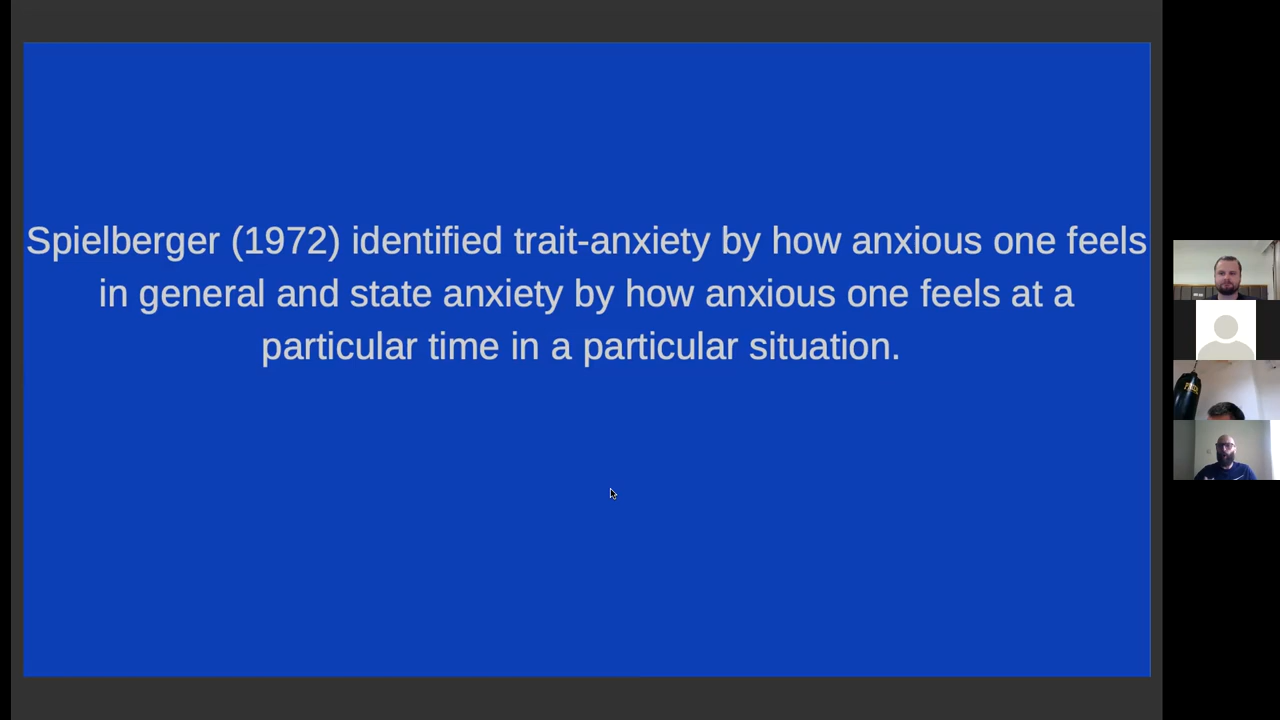 Spielberger (1972) identified trait-anxiety by how anxious one feels
in general and state anxiety by how anxious one feels at a
particular time in a particular situation.